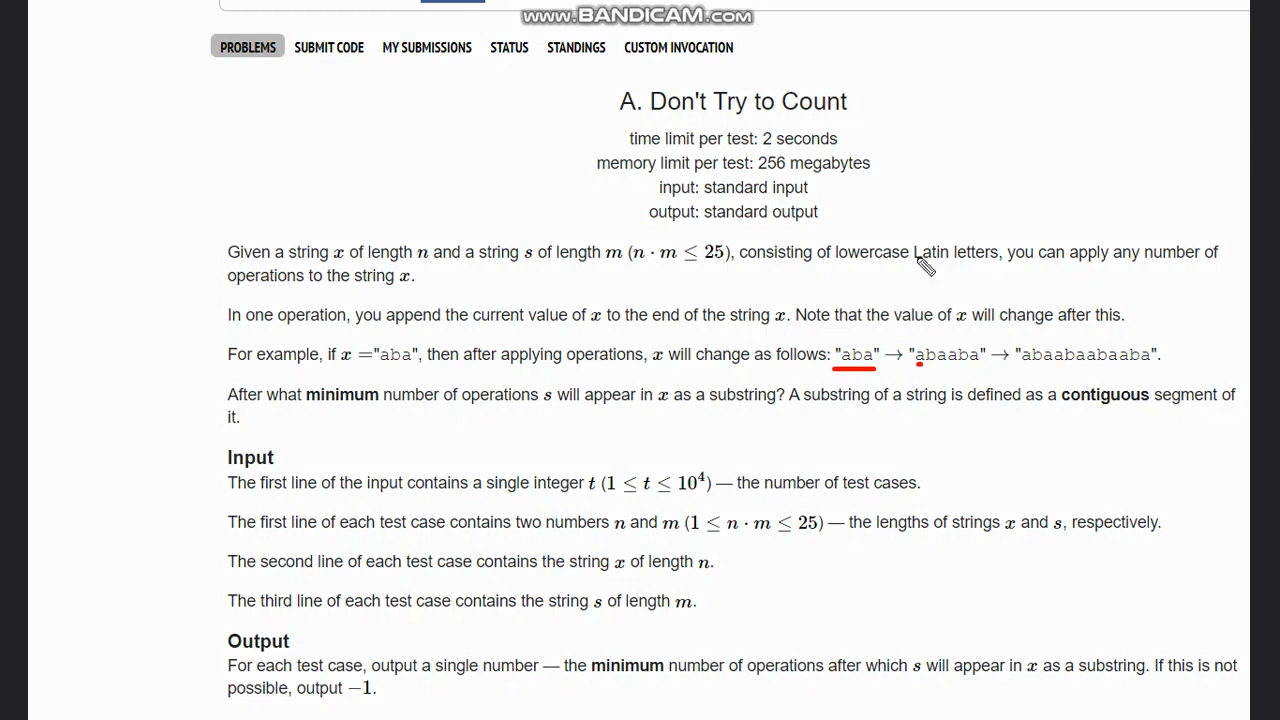 www.BANDICAM.com
PROBLEMS SUBMIT CODE MY SUBMISSIONS STATUS STANDINGS CUSTOM INVOCATION
A. Don't Try to Count
time limit per test: 2 seconds
memory limit per test: 256 megabytes
input: standard input
output: standard output
Given a string x of length n and a string s of length m (n · m ≤ 25), consisting of lowercase Latin letters, you can apply any number of
operations to the string x.
In one operation, you append the current value of x to the end of the string x. Note that the value of x will change after this.
For example, if x ="aba", then after applying operations, x will change as follows: "aba" → "abaaba" → "abaabaabaaba".
After what minimum number of operations s will appear in x as a substring? A substring of a string is defined as a contiguous segment of
it.
Input
The first line of the input contains a single integer t (1 ≤ t ≤ 10⁴) — the number of test cases.
The first line of each test case contains two numbers n and m (1 ≤ n · m ≤ 25) — the lengths of strings x and s, respectively.
The second line of each test case contains the string x of length n.
The third line of each test case contains the string s of length m.
Output
For each test case, output a single number — the minimum number of operations after which s will appear in x as a substring. If this is not
possible, output −1.